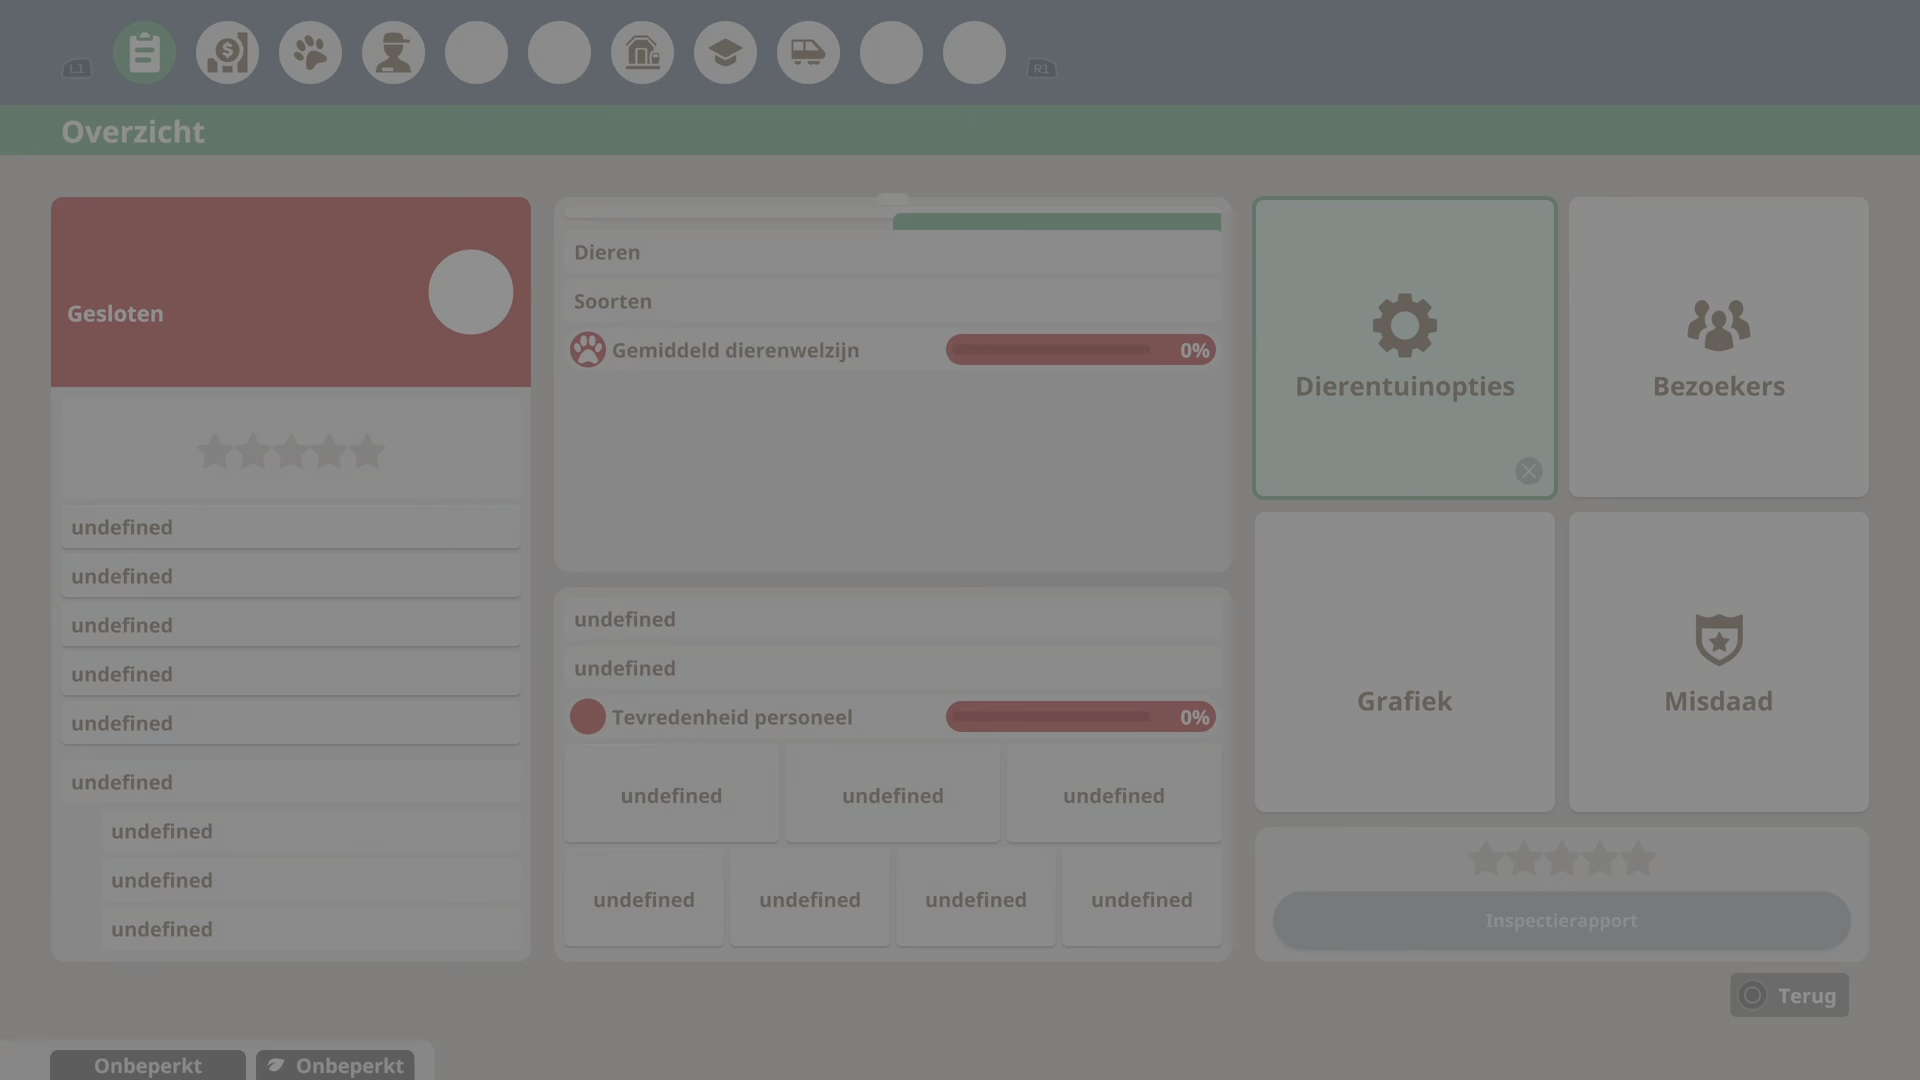 L1
R1
Overzicht
Gesloten
undefined
undefined
undefined
undefined
undefined
undefined
undefined
undefined
undefined
Dieren
Soorten
Gemiddeld dierenwelzijn 0%
undefined
undefined
Tevredenheid personeel 0%
undefined undefined undefined
undefined undefined undefined undefined
Dierentuinopties
Bezoekers
Grafiek
Misdaad
Inspectierapport
Terug
Onbeperkt Onbeperkt